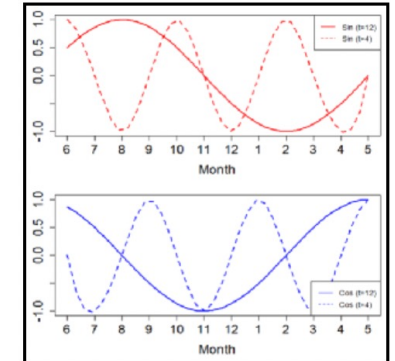 1.0
0.5
0.0
-1.0
Sin (t=12)
Sin (t=4)
6 7 8 9 10 11 12 1 2 3 4 5
Month
1.0
0.5
0.0
-1.0
Cos (t=12)
Cos (t=4)
6 7 8 9 10 11 12 1 2 3 4 5
Month